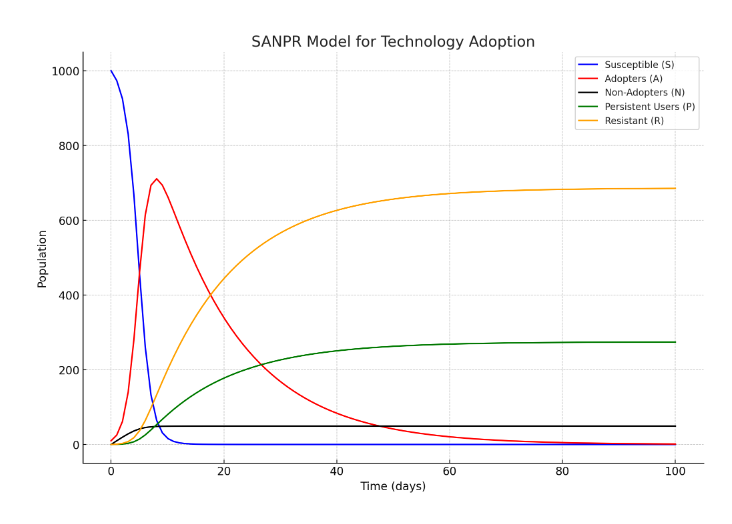 SANPR Model for Technology Adoption
Susceptible (S)
Adopters (A)
Non-Adopters (N)
Persistent Users (P)
Resistant (R)
Population
1000
800
600
400
200
0
0 20 40 60 80 100
Time (days)